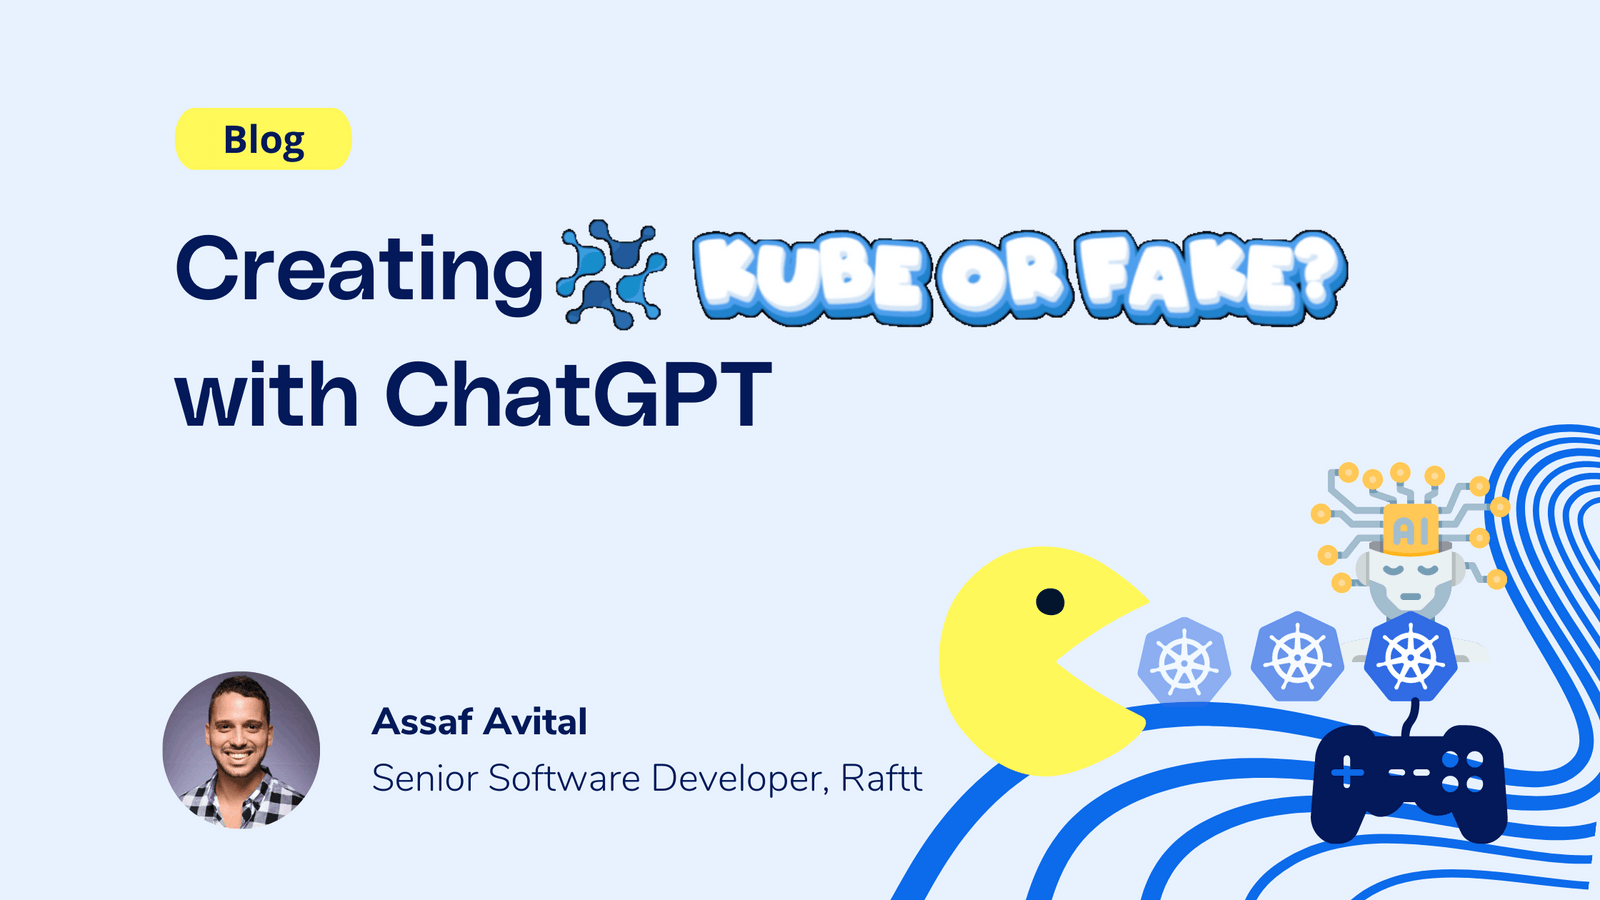 Blog
Creating KUBE OR FAKE?
with ChatGPT
AI
Assaf Avital
Senior Software Developer, Raftt